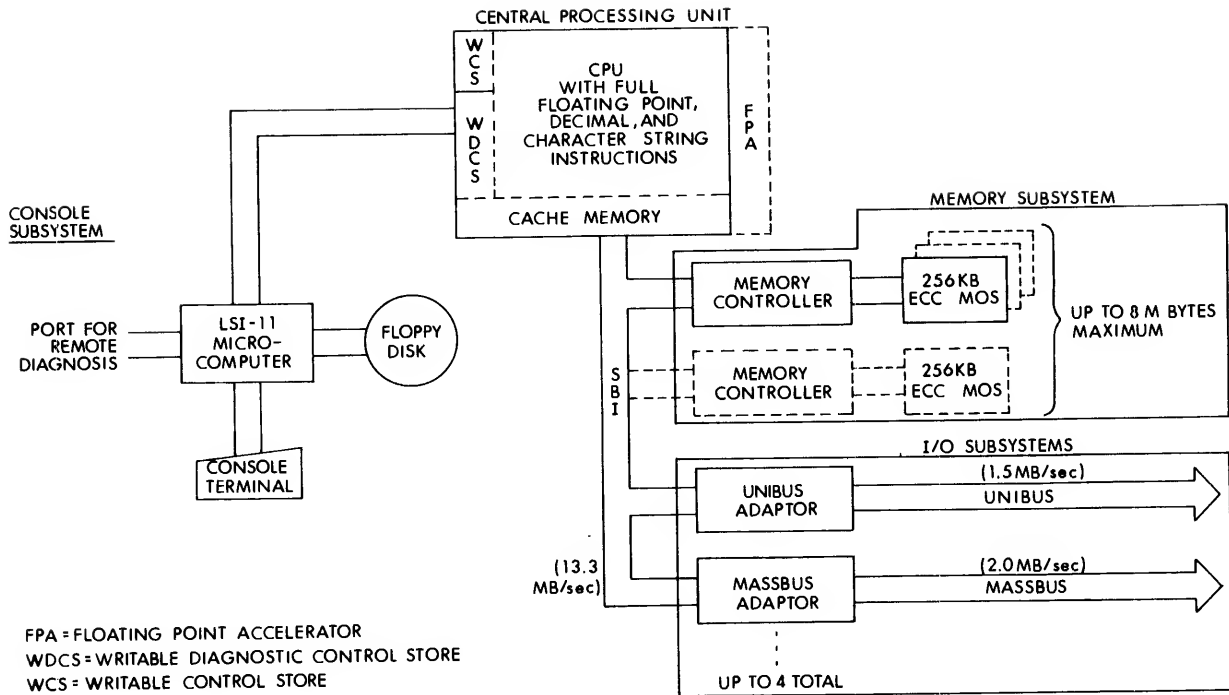 CENTRAL PROCESSING UNIT
WCS
WDCS
CPU
WITH FULL
FLOATING POINT,
DECIMAL, AND
CHARACTER STRING
INSTRUCTIONS
FPA
CACHE MEMORY
CONSOLE
SUBSYSTEM
PORT FOR
REMOTE
DIAGNOSIS
LSI-11
MICRO-
COMPUTER
FLOPPY
DISK
CONSOLE
TERMINAL
MEMORY SUBSYSTEM
MEMORY
CONTROLLER
256KB
ECC MOS
UP TO 8 M BYTES
MAXIMUM
SBI
MEMORY
CONTROLLER
256KB
ECC MOS
I/O SUBSYSTEMS
UNIBUS
ADAPTOR
(1.5MB/sec)
UNIBUS
(13.3
MB/sec)
MASSBUS
ADAPTOR
(2.0MB/sec)
MASSBUS
UP TO 4 TOTAL
FPA = FLOATING POINT ACCELERATOR
WDCS = WRITABLE DIAGNOSTIC CONTROL STORE
WCS = WRITABLE CONTROL STORE